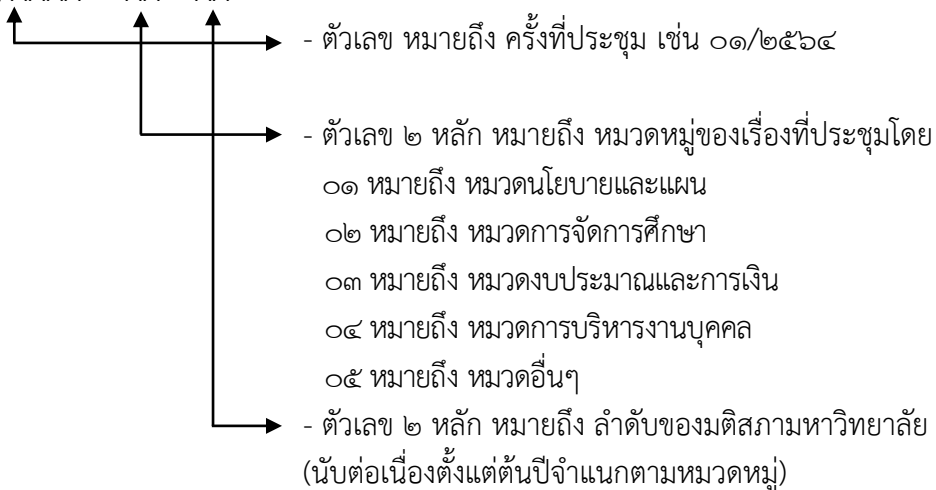 - ตัวเลข หมายถึง ครั้งที่ประชุม เช่น ๐๑/๒๕๖๔
- ตัวเลข ๒ หลัก หมายถึง หมวดหมู่ของเรื่องที่ประชุมโดย
๐๑ หมายถึง หมวดนโยบายและแผน
๐๒ หมายถึง หมวดการจัดการศึกษา
๐๓ หมายถึง หมวดงบประมาณและการเงิน
๐๔ หมายถึง หมวดการบริหารงานบุคคล
๐๕ หมายถึง หมวดอื่นๆ
- ตัวเลข ๒ หลัก หมายถึง ลำดับของมติสภามหาวิทยาลัย
(นับต่อเนื่องตั้งแต่ต้นปีจำแนกตามหมวดหมู่)